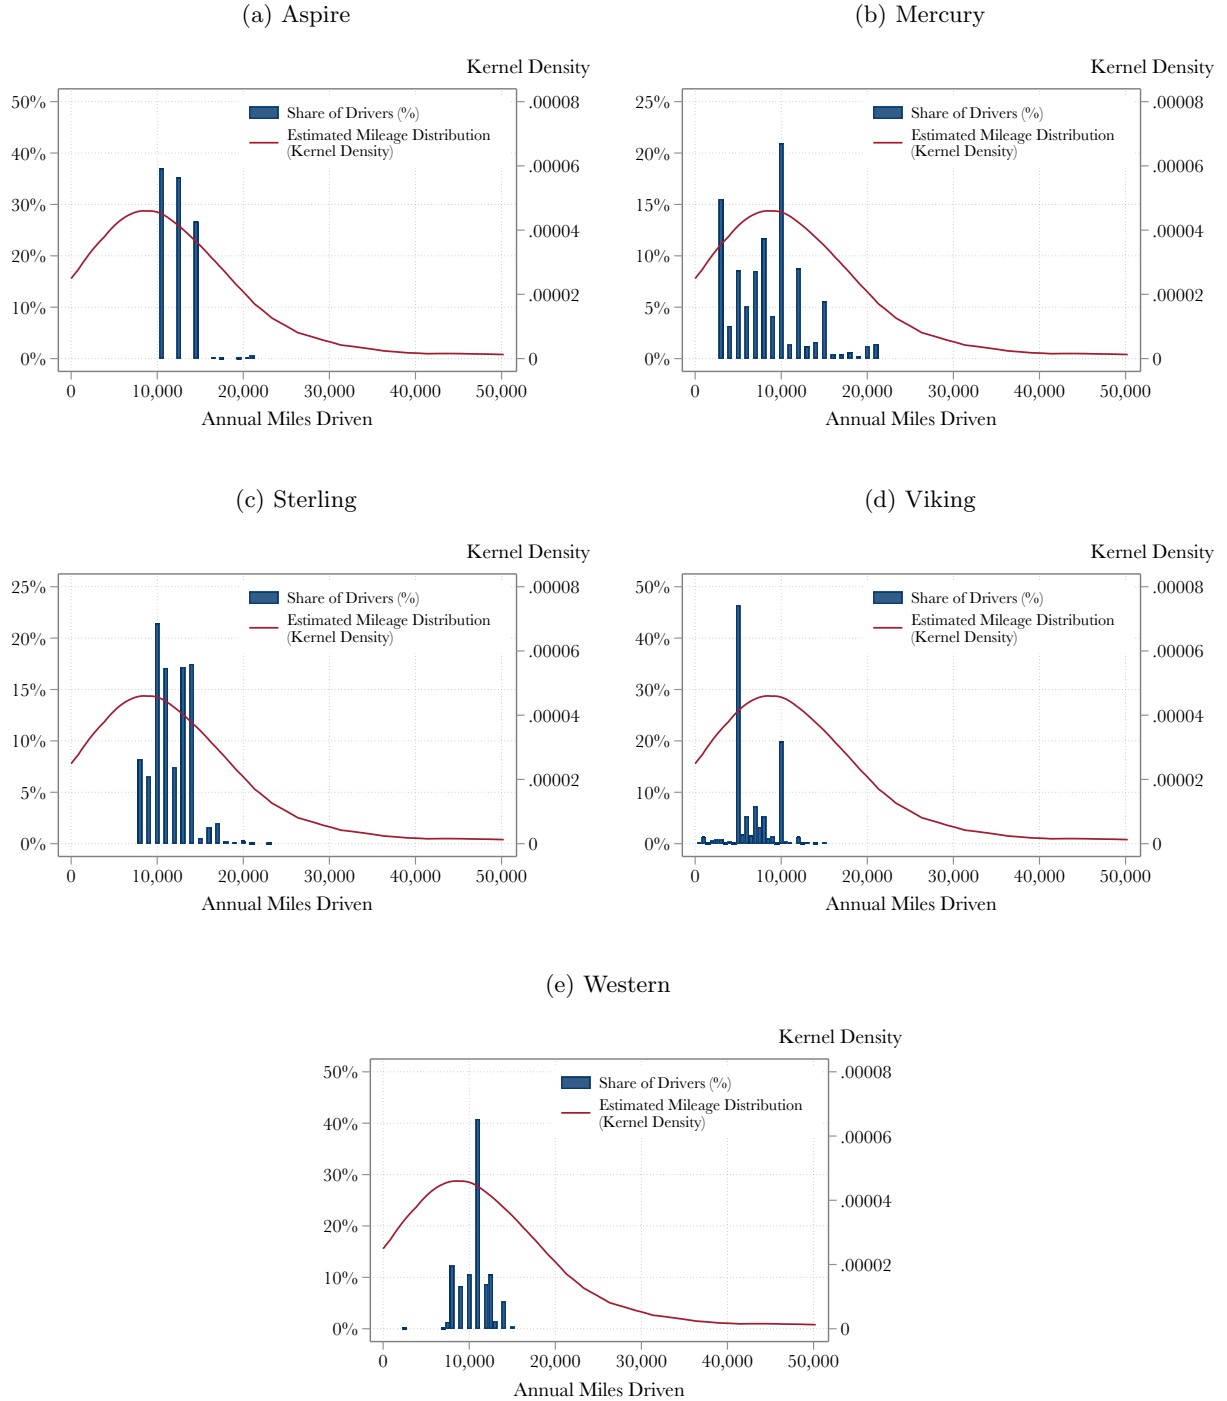 (a) Aspire
Kernel Density
50%
40%
30%
20%
10%
0%
.00008
.00006
.00004
.00002
0
Share of Drivers (%)
Estimated Mileage Distribution
(Kernel Density)
0 10,000 20,000 30,000 40,000 50,000
Annual Miles Driven
(b) Mercury
Kernel Density
25%
20%
15%
10%
5%
0%
.00008
.00006
.00004
.00002
0
Share of Drivers (%)
Estimated Mileage Distribution
(Kernel Density)
0 10,000 20,000 30,000 40,000 50,000
Annual Miles Driven
(c) Sterling
Kernel Density
25%
20%
15%
10%
5%
0%
.00008
.00006
.00004
.00002
0
Share of Drivers (%)
Estimated Mileage Distribution
(Kernel Density)
0 10,000 20,000 30,000 40,000 50,000
Annual Miles Driven
(d) Viking
Kernel Density
50%
40%
30%
20%
10%
0%
.00008
.00006
.00004
.00002
0
Share of Drivers (%)
Estimated Mileage Distribution
(Kernel Density)
0 10,000 20,000 30,000 40,000 50,000
Annual Miles Driven
(e) Western
Kernel Density
50%
40%
30%
20%
10%
0%
.00008
.00006
.00004
.00002
0
Share of Drivers (%)
Estimated Mileage Distribution
(Kernel Density)
0 10,000 20,000 30,000 40,000 50,000
Annual Miles Driven